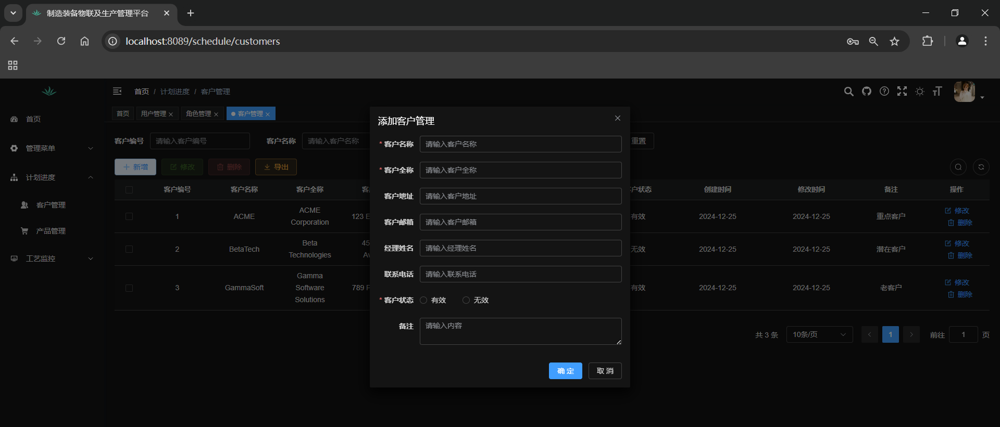 制造装备物联及生产管理平台
localhost:8089/schedule/customers
首页 / 计划进度 / 客户管理
首页
管理菜单
计划进度
客户管理
产品管理
工艺监控
首页 用户管理 角色管理 客户管理
客户编号 请输入客户编号 客户名称 请输入客户名称 重置
新增 修改 删除 导出
客户编号 客户名称 客户全称 客 户状态 创建时间 修改时间 备注 操作
1 ACME ACME Corporation 123 E 有效 2024-12-25 2024-12-25 重点客户 修改 删除
2 BetaTech Beta Technologies 45 Av 无效 2024-12-25 2024-12-25 潜在客户 修改 删除
3 GammaSoft Gamma Software Solutions 789 有效 2024-12-25 2024-12-25 老客户 修改 删除
共 3 条 10条/页 1 前往 1 页
添加客户管理
* 客户名称 请输入客户名称
* 客户全称 请输入客户全称
客户地址 请输入客户地址
客户邮箱 请输入客户邮箱
经理姓名 请输入经理姓名
联系电话 请输入联系电话
* 客户状态 有效 无效
备注 请输入内容
确 定 取 消